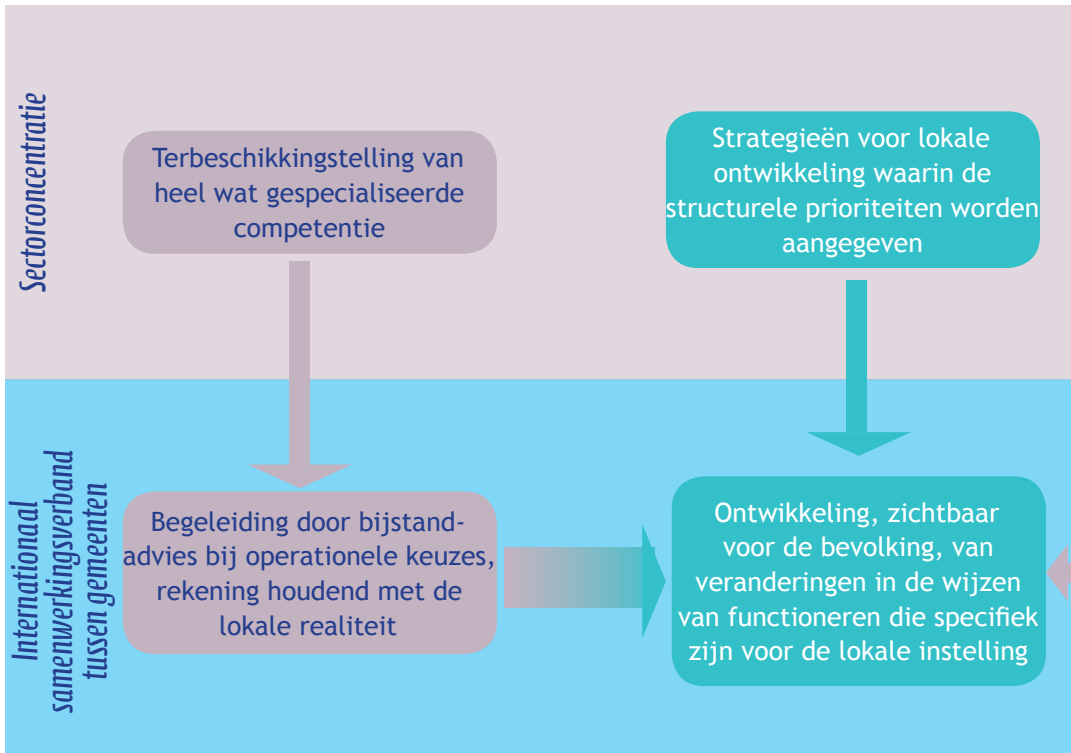 Sectorconcentratie
Terbeschikkingstelling van
heel wat gespecialiseerde
competentie
Strategieën voor lokale
ontwikkeling waarin de
structurele prioriteiten worden
aangegeven
Internationaal
samenwerkingsverband
tussen gemeenten
Begeleiding door bijstand-
advies bij operationele keuzes,
rekening houdend met de
lokale realiteit
Ontwikkeling, zichtbaar
voor de bevolking, van
veranderingen in de wijzen
van functioneren die specifiek
zijn voor de lokale instelling